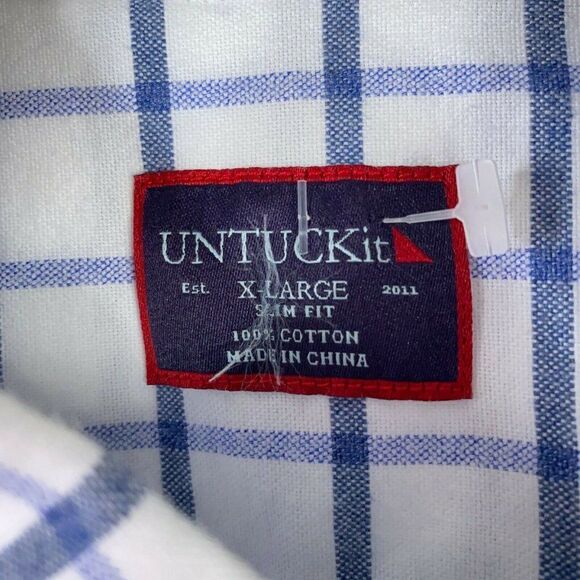 UNTUCKit
Est. X-LARGE 2011
SLIM FIT
100% COTTON
MADE IN CHINA